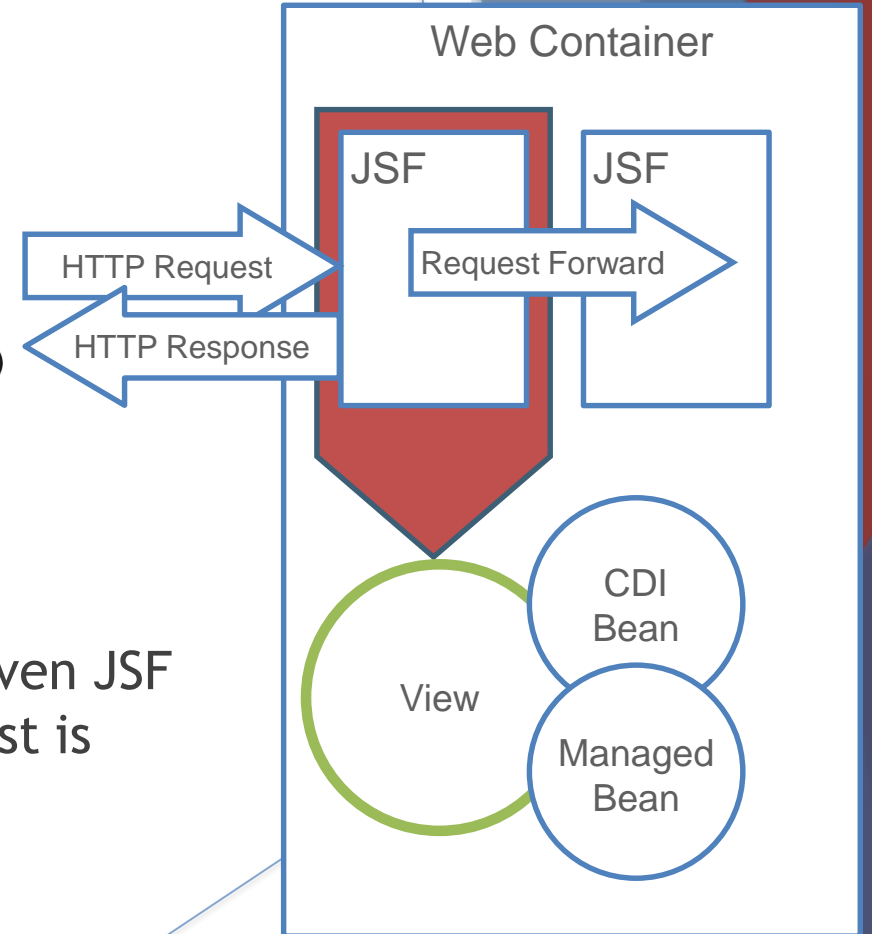 Web Container
JSF
JSF
HTTP Request
Request Forward
)
HTTP Response
CDI
Bean
ven JSF
View
st is
Managed
Bean